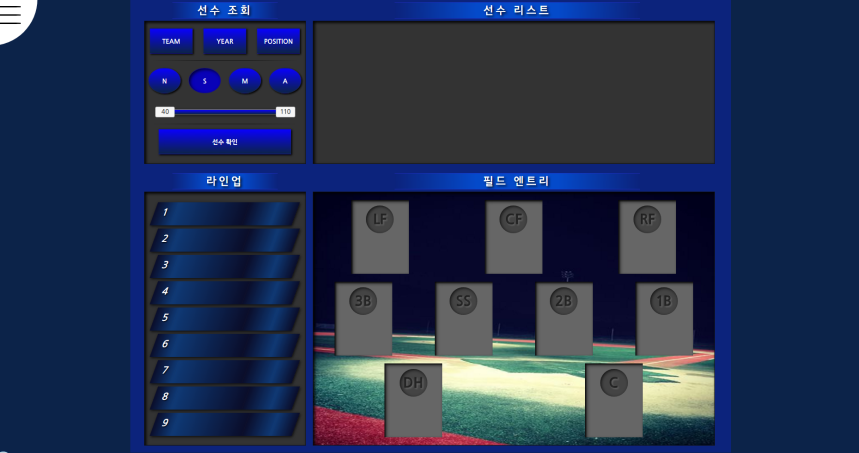 선수 조회
선수 리스트
TEAM YEAR POSITION
N S M A
40 110
선수 확인
라인업
필드 엔트리
1
2
3
4
5
6
7
8
9
LF CF RF
3B SS 2B 1B
DH C